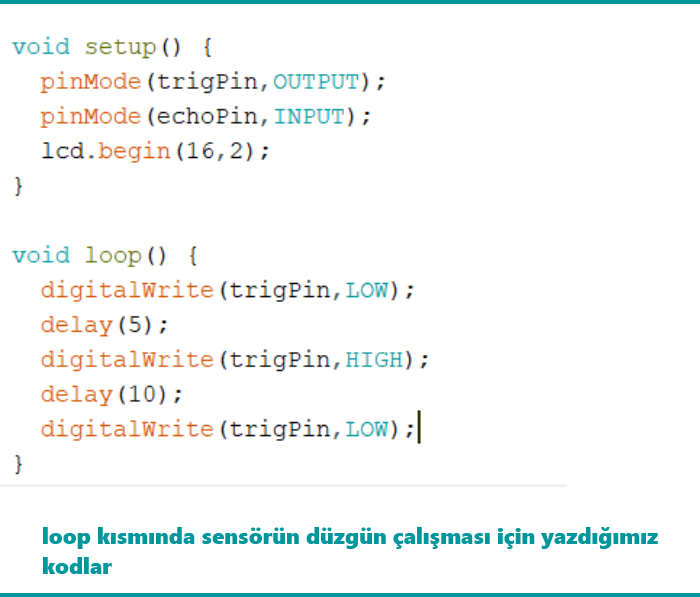 void setup() {
  pinMode(trigPin,OUTPUT);
  pinMode(echoPin,INPUT);
  lcd.begin(16,2);
}

void loop() {
  digitalWrite(trigPin,LOW);
  delay(5);
  digitalWrite(trigPin,HIGH);
  delay(10);
  digitalWrite(trigPin,LOW);
}
loop kısmında sensörün düzgün çalışması için yazdığımız
kodlar